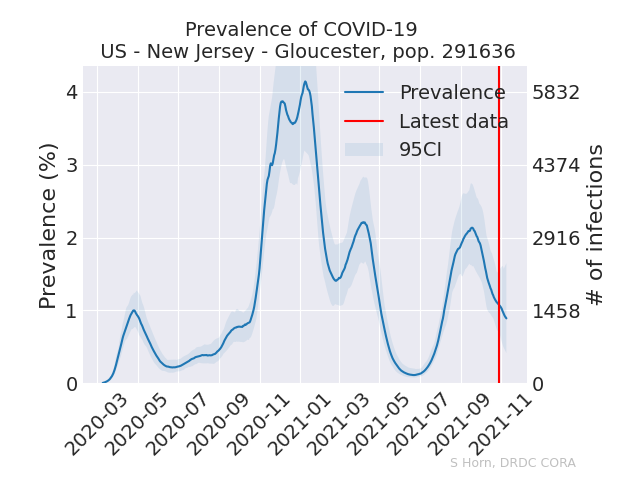 Prevalence of COVID-19
US - New Jersey - Gloucester, pop. 291636
Prevalence
Latest data
95CI
Prevalence (%)
4
3
2
1
0
5832
4374
2916
1458
0
# of infections
2020-03
2020-05
2020-07
2020-09
2020-11
2021-01
2021-03
2021-05
2021-07
2021-09
2021-11
S Horn, DRDC CORA